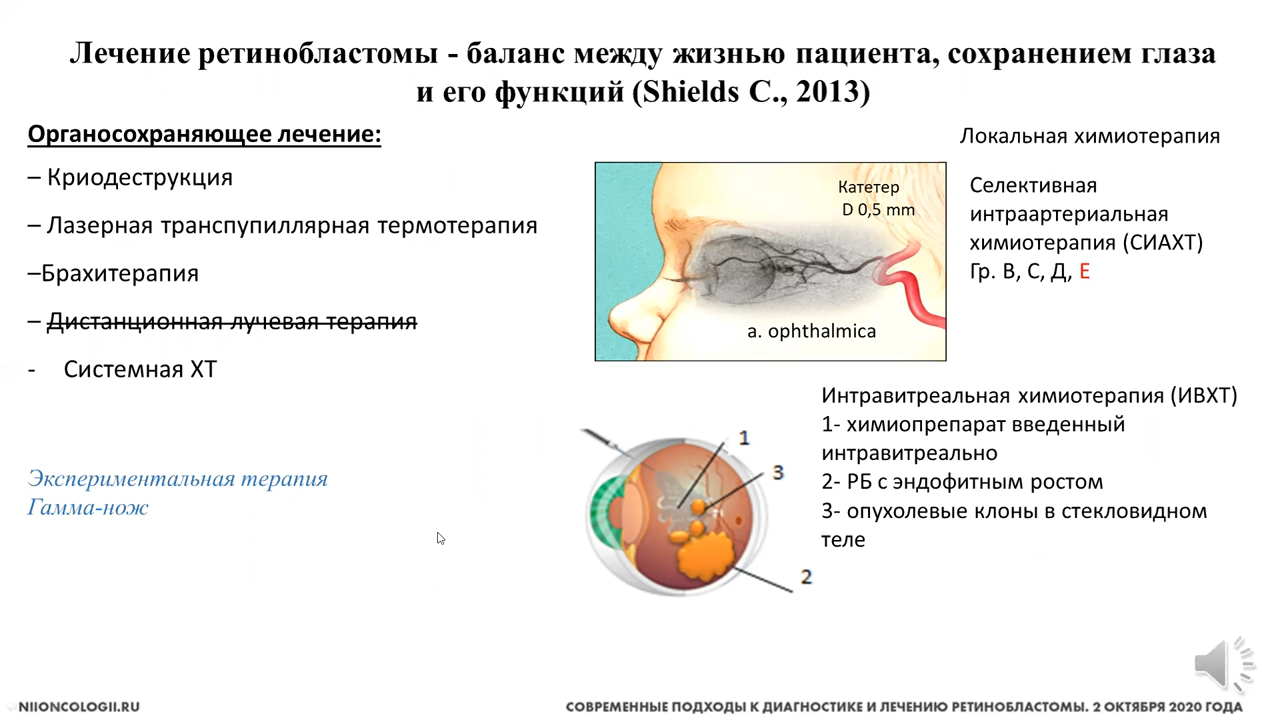 Лечение ретинобластомы - баланс между жизнью пациента, сохранением глаза
и его функций (Shields C., 2013)
Органосохраняющее лечение:
– Криодеструкция
– Лазерная транспупиллярная термотерапия
–Брахитерапия
– Дистанционная лучевая терапия
- Системная ХТ
Экспериментальная терапия
Гамма-нож
Локальная химиотерапия
Катетер
D 0,5 mm
a. ophthalmica
Селективная
интраартериальная
химиотерапия (СИАХТ)
Гр. В, С, Д, Е
Интравитреальная химиотерапия (ИВХТ)
1- химиопрепарат введенный
интравитреально
2- РБ с эндофитным ростом
3- опухолевые клоны в стекловидном
теле
1
3
2
NIIONCOLOGII.RU
СОВРЕМЕННЫЕ ПОДХОДЫ К ДИАГНОСТИКЕ И ЛЕЧЕНИЮ РЕТИНОБЛАСТОМЫ. 2 ОКТЯБРЯ 2020 ГОДА